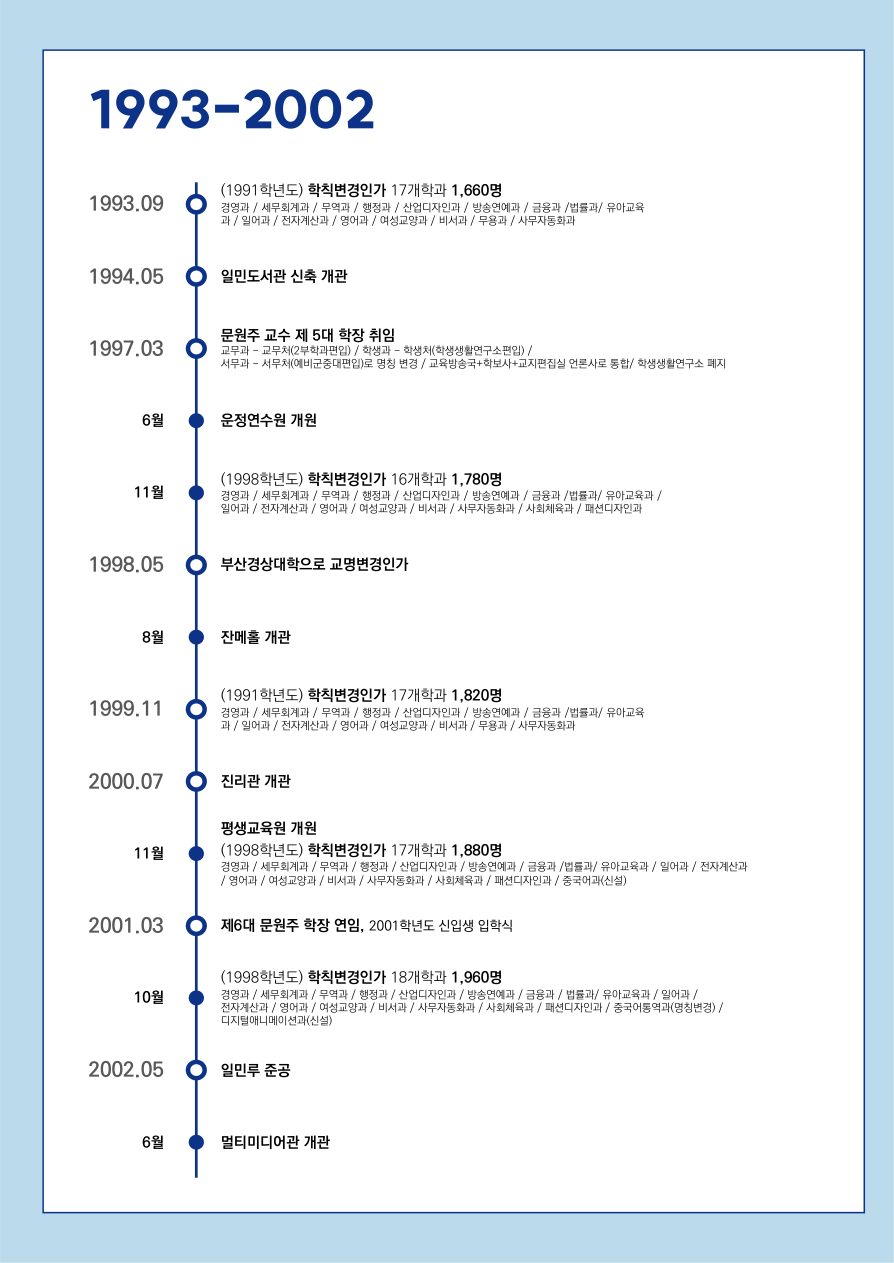 1993-2002
1993.09
(1991학년도) 학칙변경인가 17개학과 1,660명
경영과 / 세무회계과 / 무역과 / 행정과 / 산업디자인과 / 방송연예과 / 금융과 /법률과/ 유아교육
과 / 일어과 / 전자계산과 / 영어과 / 여성교양과 / 비서과 / 무용과 / 사무자동화과
1994.05
일민도서관 신축 개관
1997.03
문원주 교수 제 5대 학장 취임
교무과 - 교무처(2부학과편입) / 학생과 - 학생처(학생생활연구소편입) /
서무과 - 서무처(예비군중대편입)로 명칭 변경 / 교육방송국+학보사+교지편집실 언론사로 통합/ 학생생활연구소 폐지
6월
운정연수원 개원
11월
(1998학년도) 학칙변경인가 16개학과 1,780명
경영과 / 세무회계과 / 무역과 / 행정과 / 산업디자인과 / 방송연예과 / 금융과 /법률과/ 유아교육과 /
일어과 / 전자계산과 / 영어과 / 여성교양과 / 비서과 / 사무자동화과 / 사회체육과 / 패션디자인과
1998.05
부산경상대학으로 교명변경인가
8월
잔메홀 개관
1999.11
(1991학년도) 학칙변경인가 17개학과 1,820명
경영과 / 세무회계과 / 무역과 / 행정과 / 산업디자인과 / 방송연예과 / 금융과 /법률과/ 유아교육
과 / 일어과 / 전자계산과 / 영어과 / 여성교양과 / 비서과 / 무용과 / 사무자동화과
2000.07
진리관 개관
11월
평생교육원 개원
(1998학년도) 학칙변경인가 17개학과 1,880명
경영과 / 세무회계과 / 무역과 / 행정과 / 산업디자인과 / 방송연예과 / 금융과 /법률과/ 유아교육과 / 일어과 / 전자계산과
/ 영어과 / 여성교양과 / 비서과 / 사무자동화과 / 사회체육과 / 패션디자인과 / 중국어과(신설)
2001.03
제6대 문원주 학장 연임, 2001학년도 신입생 입학식
10월
(1998학년도) 학칙변경인가 18개학과 1,960명
경영과 / 세무회계과 / 무역과 / 행정과 / 산업디자인과 / 방송연예과 / 금융과 / 법률과/ 유아교육과 / 일어과 /
전자계산과 / 영어과 / 여성교양과 / 비서과 / 사무자동화과 / 사회체육과 / 패션디자인과 / 중국어통역과(명칭변경) /
디지털애니메이션과(신설)
2002.05
일민루 준공
6월
멀티미디어관 개관